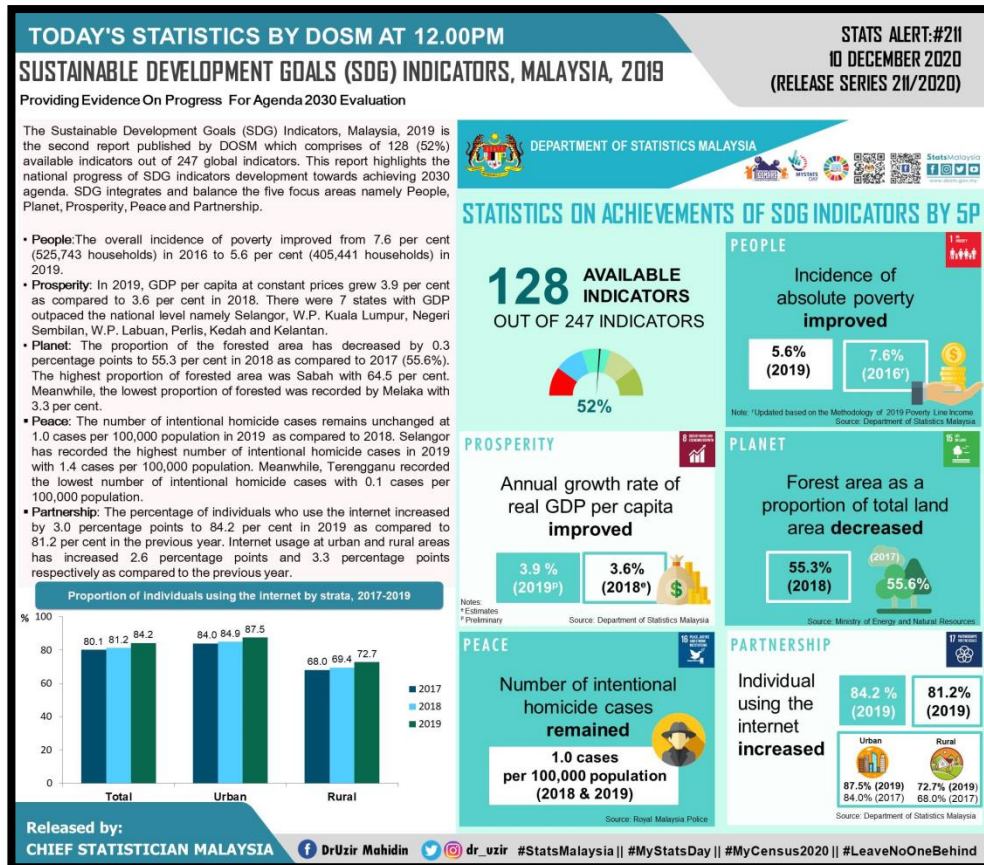 TODAY'S STATISTICS BY DOSM AT 12.00PM
STATS ALERT:#211
10 DECEMBER 2020
(RELEASE SERIES 211/2020)
SUSTAINABLE DEVELOPMENT GOALS (SDG) INDICATORS, MALAYSIA, 2019
Providing Evidence On Progress For Agenda 2030 Evaluation
The Sustainable Development Goals (SDG) Indicators, Malaysia, 2019 is
the second report published by DOSM which comprises of 128 (52%)
available indicators out of 247 global indicators. This report highlights the
national progress of SDG indicators development towards achieving 2030
agenda. SDG integrates and balance the five focus areas namely People,
Planet, Prosperity, Peace and Partnership.
• People:The overall incidence of poverty improved from 7.6 per cent
(525,743 households) in 2016 to 5.6 per cent (405,441 households) in
2019.
▪ Prosperity: In 2019, GDP per capita at constant prices grew 3.9 per cent
as compared to 3.6 per cent in 2018. There were 7 states with GDP
outpaced the national level namely Selangor, W.P. Kuala Lumpur, Negeri
Sembilan, W.P. Labuan, Perlis, Kedah and Kelantan.
▪ Planet: The proportion of the forested area has decreased by 0.3
percentage points to 55.3 per cent in 2018 as compared to 2017 (55.6%).
The highest proportion of forested area was Sabah with 64.5 per cent.
Meanwhile, the lowest proportion of forested was recorded by Melaka with
3.3 per cent.
▪ Peace: The number of intentional homicide cases remains unchanged at
1.0 cases per 100,000 population in 2019 as compared to 2018. Selangor
has recorded the highest number of intentional homicide cases in 2019
with 1.4 cases per 100,000 population. Meanwhile, Terengganu recorded
the lowest number of intentional homicide cases with 0.1 cases per
100,000 population.
▪ Partnership: The percentage of individuals who use the internet increased
by 3.0 percentage points to 84.2 per cent in 2019 as compared to
81.2 per cent in the previous year. Internet usage at urban and rural areas
has increased 2.6 percentage points and 3.3 percentage points
respectively as compared to the previous year.
Proportion of individuals using the internet by strata, 2017-2019
%
100
80
60
40
20
0
80.1 81.2 84.2
84.0 84.9 87.5
68.0 69.4 72.7
Total Urban Rural
2017
2018
2019
DEPARTMENT OF STATISTICS MALAYSIA
MYSTATS
DAY
StatsMalaysia
www.dosm.gov.my
STATISTICS ON ACHIEVEMENTS OF SDG INDICATORS BY 5P
128 AVAILABLE
INDICATORS
OUT OF 247 INDICATORS
52%
PEOPLE
1
Incidence of
absolute poverty
improved
5.6%
(2019)
7.6%
(2016ʳ)
Note: ʳUpdated based on the Methodology of 2019 Poverty Line Income
Source: Department of Statistics Malaysia
PROSPERITY
8
Annual growth rate of
real GDP per capita
improved
3.9 %
(2019ᵖ)
3.6%
(2018ᵉ)
Notes:
ᵉ Estimates
ᵖ Preliminary
Source: Department of Statistics Malaysia
PLANET
15
Forest area as a
proportion of total land
area decreased
55.3%
(2018)
(2017)
55.6%
Source: Ministry of Energy and Natural Resources
PEACE
16
Number of intentional
homicide cases
remained
1.0 cases
per 100,000 population
(2018 & 2019)
Source: Royal Malaysia Police
PARTNERSHIP
17
Individual
using the
internet
increased
84.2 %
(2019)
81.2%
(2019)
Urban
87.5% (2019)
84.0% (2017)
Rural
72.7% (2019)
68.0% (2017)
Source: Department of Statistics Malaysia
Released by:
CHIEF STATISTICIAN MALAYSIA
DrUzir Mahidin dr_uzir #StatsMalaysia || #MyStatsDay || #MyCensus2020 || #LeaveNoOneBehind